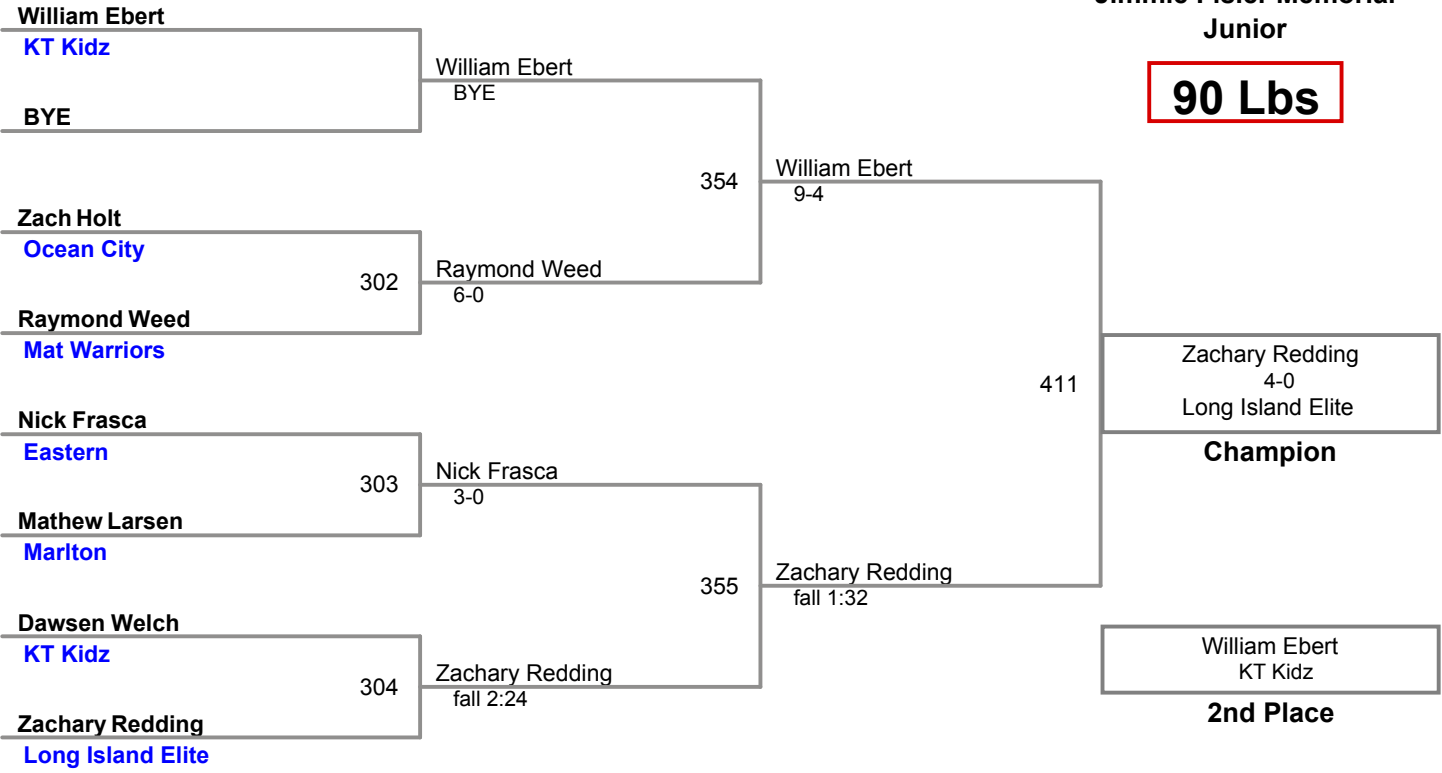 William Ebert
KT Kidz
BYE
Zach Holt
Ocean City
302
Raymond Weed
Mat Warriors
Nick Frasca
Eastern
303
Mathew Larsen
Marlton
Dawsen Welch
KT Kidz
304
Zachary Redding
Long Island Elite
William Ebert
BYE
354
Raymond Weed
6-0
Nick Frasca
3-0
355
Zachary Redding
fall 2:24
William Ebert
9-4
411
Zachary Redding
fall 1:32
Memorial
Junior
90 Lbs
Zachary Redding
4-0
Long Island Elite
Champion
William Ebert
KT Kidz
2nd Place